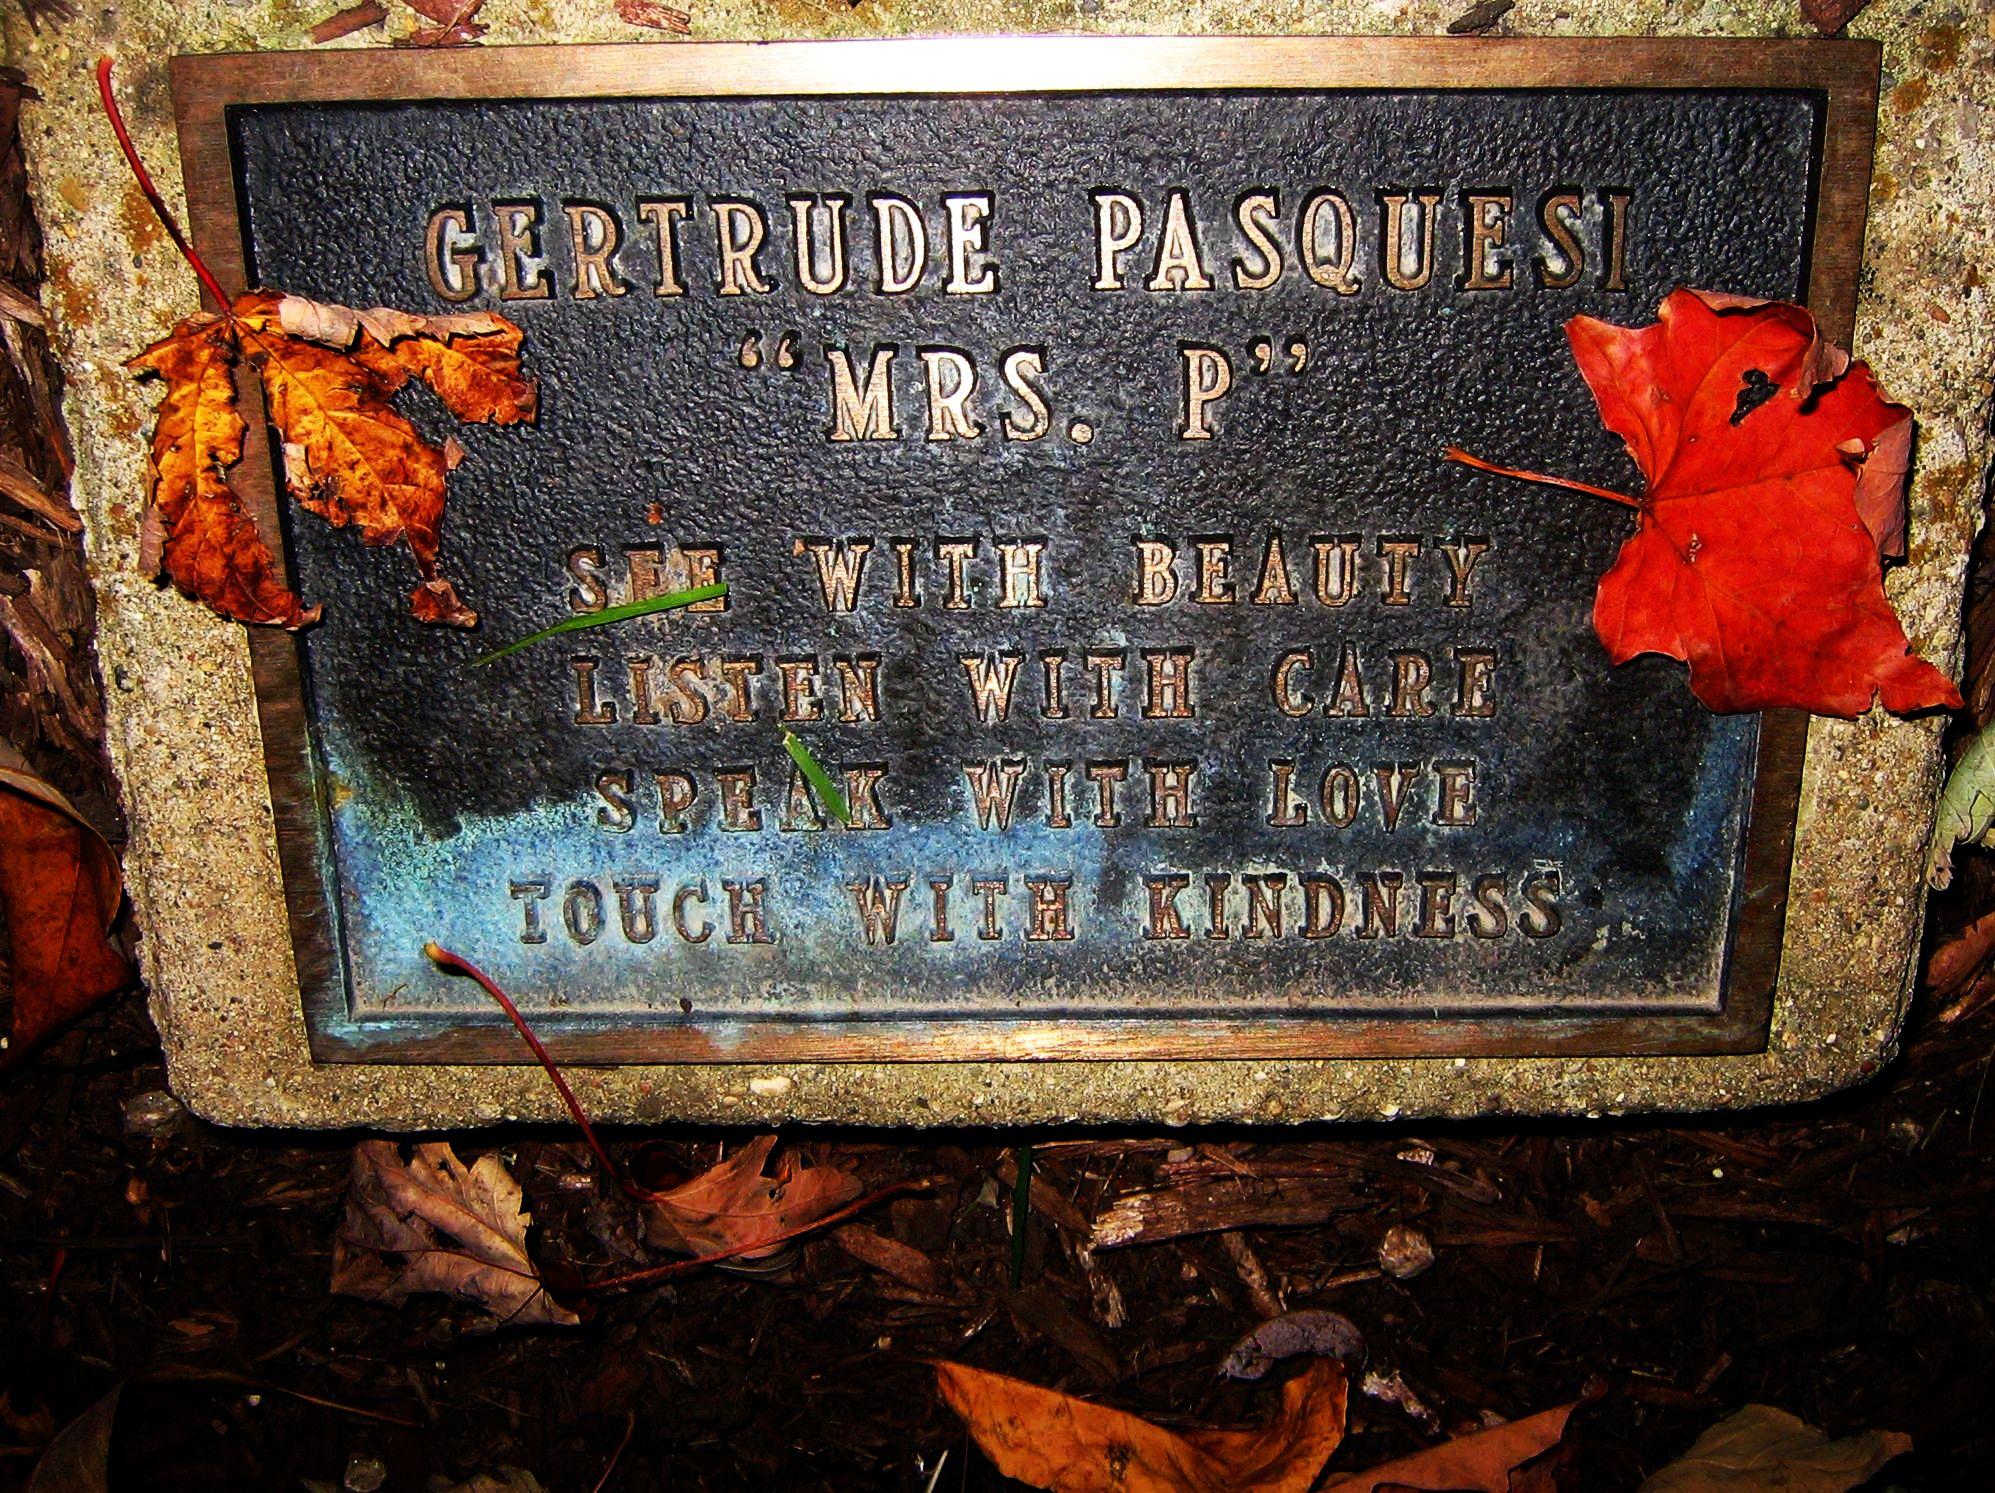 GERTRUDE PASQUESI
“MRS. P”
SEE WITH BEAUTY
LISTEN WITH CARE
SPEAK WITH LOVE
TOUCH WITH KINDNESS